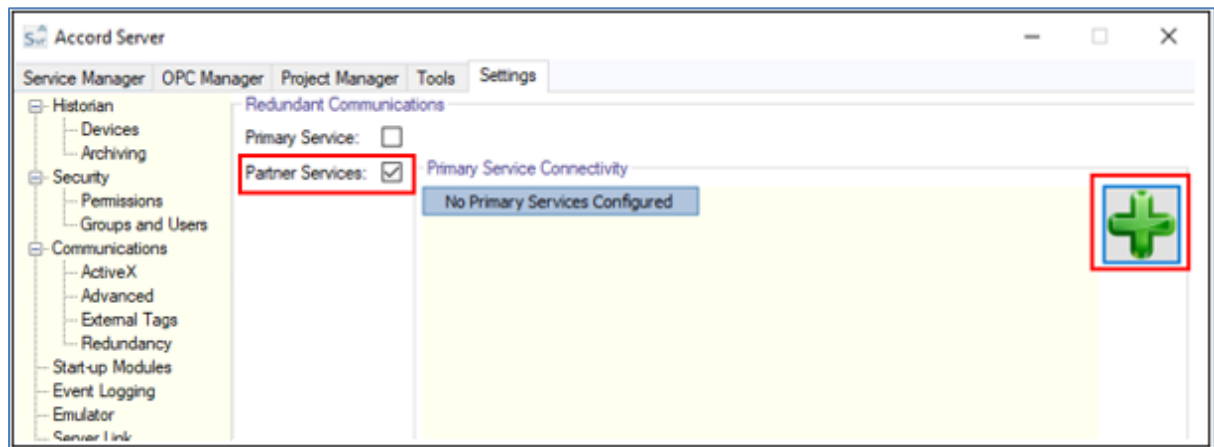 Accord Server
Service Manager OPC Manager Project Manager Tools Settings
Historian
Devices
Archiving
Security
Permissions
Groups and Users
Communications
ActiveX
Advanced
External Tags
Redundancy
Start-up Modules
Event Logging
Emulator
Server Link
Redundant Communications
Primary Service:
Partner Services:
Primary Service Connectivity
No Primary Services Configured